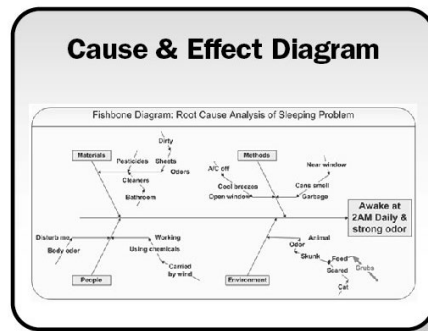 Cause & Effect Diagram
Fishbone Diagram: Root Cause Analysis of Sleeping Problem
Dirty
Materials
Methods
Pesticides
Sheets
Odors
Near window
A/C off
Cleaners
Cool breezes
Cans smell
Bathroom
Open window
Garbage
Awake at
2AM Daily &
strong odor
Disturb me
Working
Animal
Body odor
Using chemicals
Odor
Skunk
Feed
Grubs
Carried
by wind
Scared
People
Environment
Cat